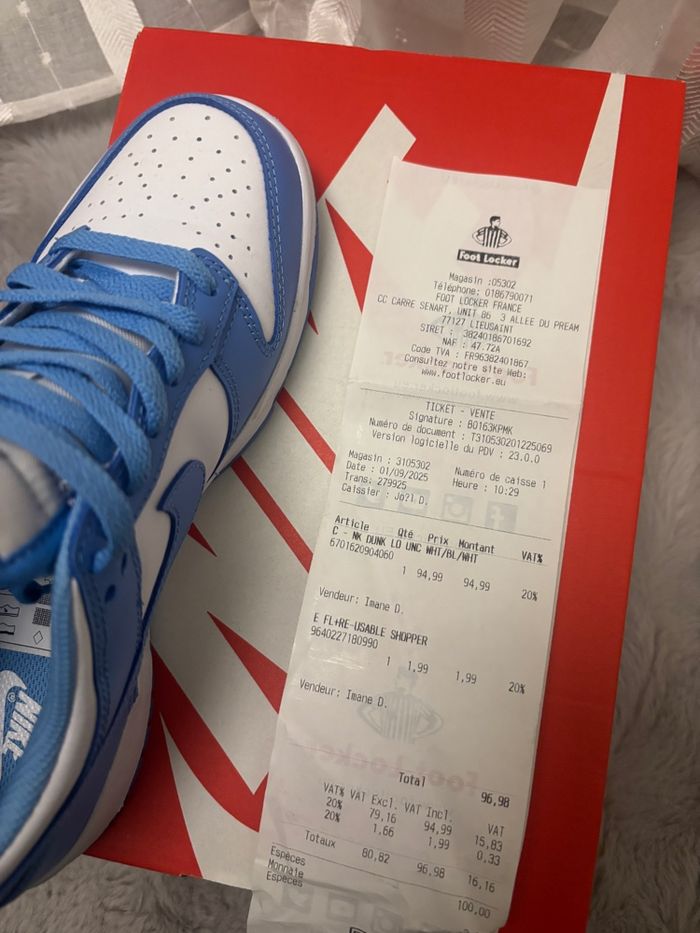 Foot Locker
Magasin :05302
Téléphone: 0186790071
FOOT LOCKER FRANCE
CC CARRE SENART, UNIT 86 3 ALLEE DU PREAM
77127 LIEUSAINT
SIRET : 38240186701692
NAF : 47.72A
Code TVA : FR96382401867
Consultez notre site Web:
www.footlocker.eu
TICKET - VENTE
Signature : 80163KPMK
Numéro de document : T310530201225069
Version logicielle du PDV : 23.0.0
Magasin : 3105302 Numéro de caisse 1
Date : 01/09/2025 Heure : 10:29
Trans: 279925
Caissier : Jo?l D.
Article Qté Prix Montant VAT%
C - NK DUNK LO UNC WHT/BL/WHT
6701620904060
1 94,99 94,99 20%
Vendeur: Imane D.
E FL+RE-USABLE SHOPPER
9640227180990
1 1,99 1,99 20%
Vendeur: Imane D.
Total 96,98
VAT% VAT Excl. VAT Incl. VAT
20% 79,16 94,99 15,83
20% 1,66 1,99 0,33
Totaux 80,82 96,98 16,16
Espèces 100,00
Monnaie
Espèces
NIKE